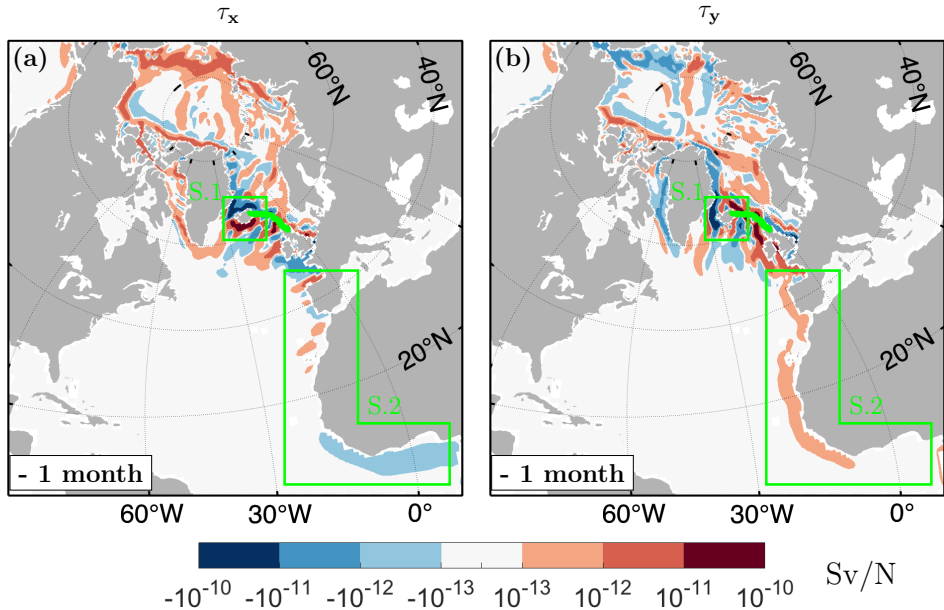 τx
τy
(a)
60°N
40°N
20°N
S.1
S.2
- 1 month
60°W
30°W
0°
(b)
60°N
40°N
20°N
S.1
S.2
- 1 month
60°W
30°W
0°
-10⁻¹⁰
-10⁻¹¹
-10⁻¹²
-10⁻¹³
10⁻¹³
10⁻¹²
10⁻¹¹
10⁻¹⁰
Sv/N